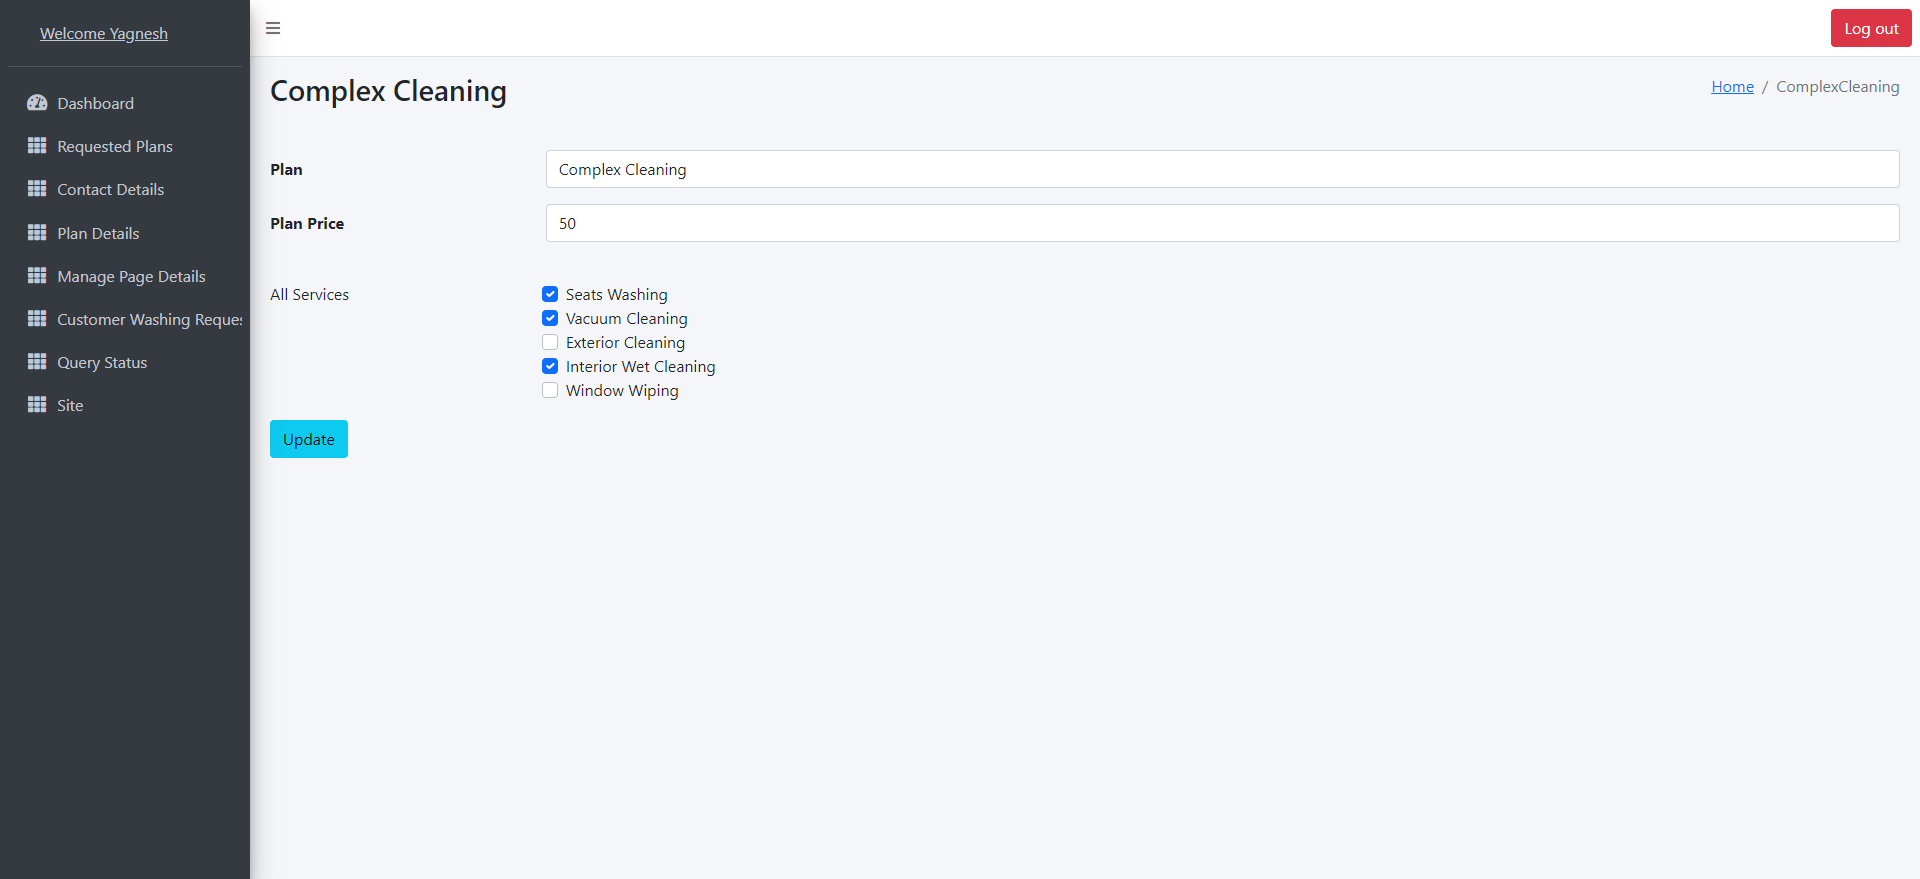 Welcome Yagnesh
Dashboard
Requested Plans
Contact Details
Plan Details
Manage Page Details
Customer Washing Reques
Query Status
Site
Log out
Complex Cleaning
Home / ComplexCleaning
Plan
Complex Cleaning
Plan Price
50
All Services
Seats Washing
Vacuum Cleaning
Exterior Cleaning
Interior Wet Cleaning
Window Wiping
Update